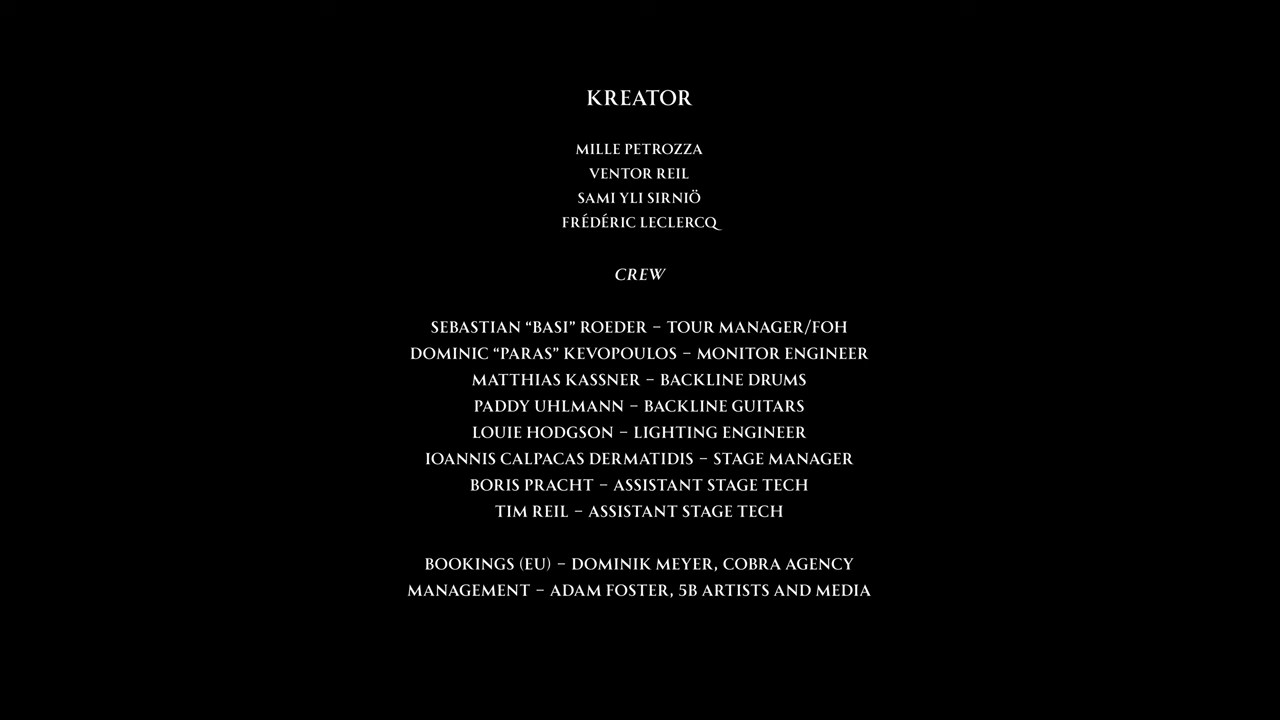 KREATOR
MILLE PETROZZA
VENTOR REIL
SAMI YLI SIRNIÖ
FRÉDÉRIC LECLERCQ
CREW
SEBASTIAN “BASI” ROEDER – TOUR MANAGER/FOH
DOMINIC “PARAS” KEVOPOULOS – MONITOR ENGINEER
MATTHIAS KASSNER – BACKLINE DRUMS
PADDY UHLMANN – BACKLINE GUITARS
LOUIE HODGSON – LIGHTING ENGINEER
IOANNIS CALPACAS DERMATIDIS – STAGE MANAGER
BORIS PRACHT – ASSISTANT STAGE TECH
TIM REIL – ASSISTANT STAGE TECH
BOOKINGS (EU) – DOMINIK MEYER, COBRA AGENCY
MANAGEMENT – ADAM FOSTER, 5B ARTISTS AND MEDIA